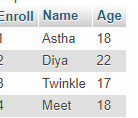 Enroll Name Age
1 Astha 18
2 Diya 22
3 Twinkle 17
4 Meet 18